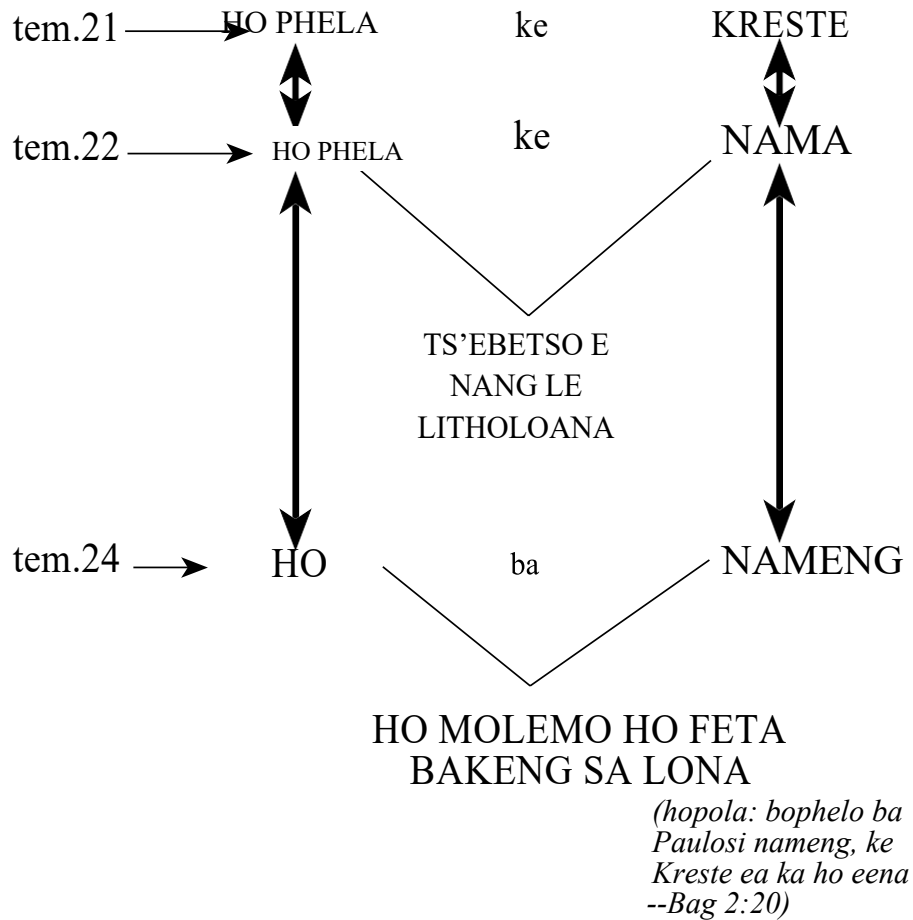 tem.21 HO PHELA ke KRESTE
tem.22 HO PHELA ke NAMA
TS’EBETSO E
NANG LE
LITHOLOANA
tem.24 HO ba NAMENG
HO MOLEMO HO FETA
BAKENG SA LONA
(hopola: bophelo ba
Paulosi nameng, ke
Kreste ea ka ho eena
--Bag 2:20)